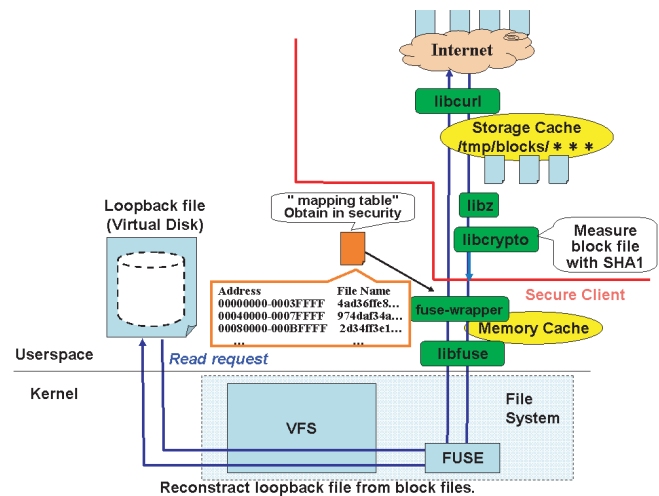 Internet
libcurl
Storage Cache
/tmp/blocks/ * * *
" mapping table"
Obtain in security
Loopback file
(Virtual Disk)
libz
libcrypto
Measure
block file
with SHA1
Address File Name
00000000-0003FFFF 4ad36ffe8...
00040000-0007FFFF 974daf34a...
00080000-000BFFFF 2d34ff3e1...
... ...
Secure Client
fuse-wrapper
Memory Cache
libfuse
Userspace
Read request
Kernel
File
System
VFS
FUSE
Reconstract loopback file from block files.